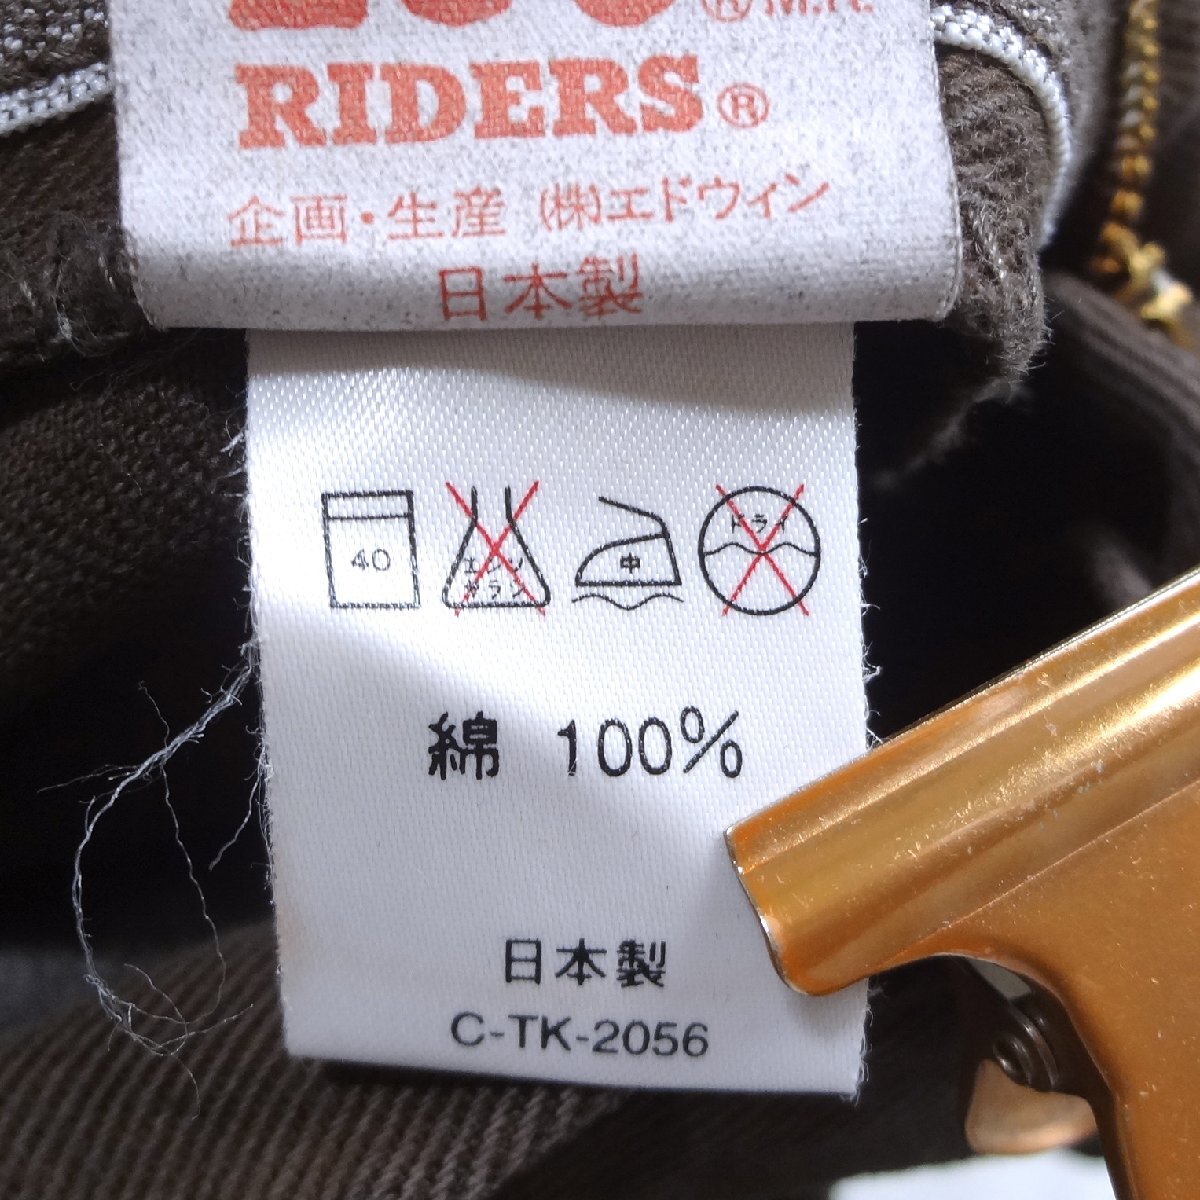 Lee® M.R.
RIDERS®
企画・生産 ㈱エドウィン
日本製
40
エンソ
サラシ
中
ドライ
綿 100%
日本製
C-TK-2056